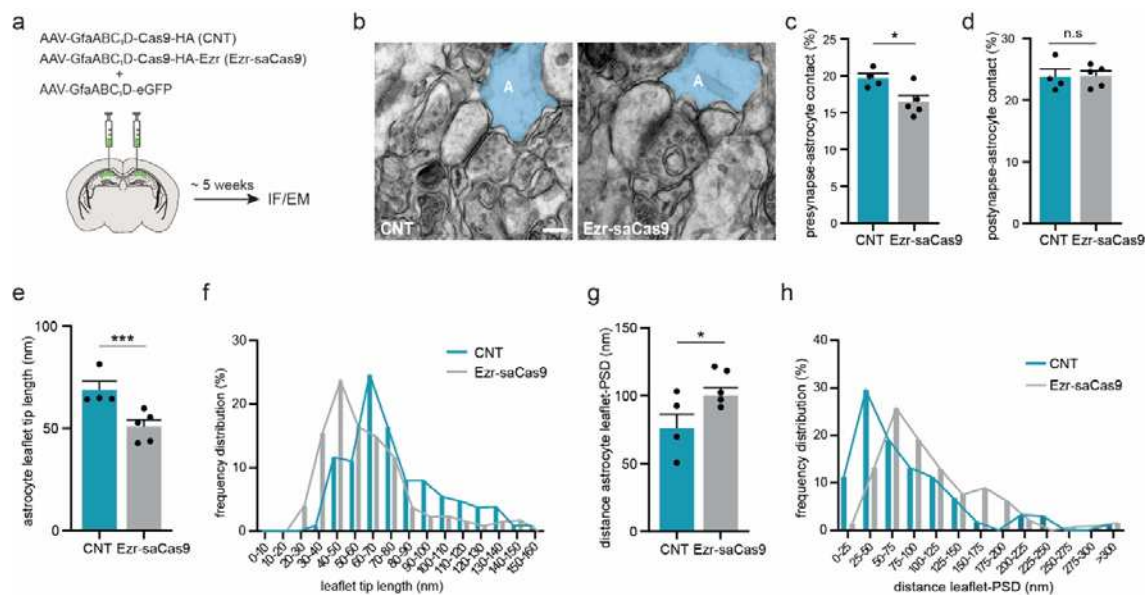 a
AAV-GfaABC₁D-Cas9-HA (CNT)
AAV-GfaABC₁D-Cas9-HA-Ezr (Ezr-saCas9)
+
AAV-GfaABC₁D-eGFP
~ 5 weeks
IF/EM
b
A
CNT
A
Ezr-saCas9
c
presynapse-astrocyte contact (%)
25
20
15
10
5
0
*
CNT Ezr-saCas9
d
postynapse-astrocyte contact (%)
30
20
10
0
n.s
CNT Ezr-saCas9
e
astrocyte leaflet tip length (nm)
100
50
0
***
CNT Ezr-saCas9
f
frequency distribution (%)
30
20
10
0
CNT
Ezr-saCas9
0-10
10-20
20-30
30-40
40-50
50-60
60-70
70-80
80-90
90-100
100-110
110-120
120-130
130-140
140-150
150-160
leaflet tip length (nm)
g
distance astrocyte leaflet-PSD (nm)
150
100
50
0
*
CNT Ezr-saCas9
h
frequency distribution (%)
40
30
20
10
0
CNT
Ezr-saCas9
0-25
25-50
50-75
75-100
100-125
125-150
150-175
175-200
200-225
225-250
250-275
275-300
>300
distance leaflet-PSD (nm)